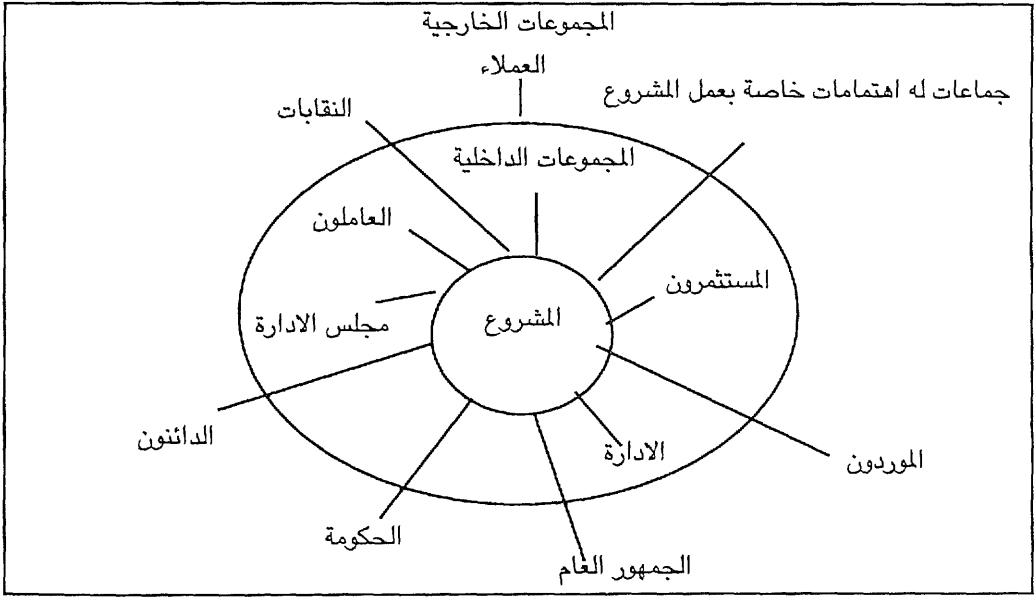 المجموعات الخارجية
العملاء
جماعات له اهتمامات خاصة بعمل المشروع
النقابات
المجموعات الداخلية
العاملون
المستثمرون
المشروع
مجلس الادارة
الدائنون
الادارة
الموردون
الحكومة
الجمهور العام